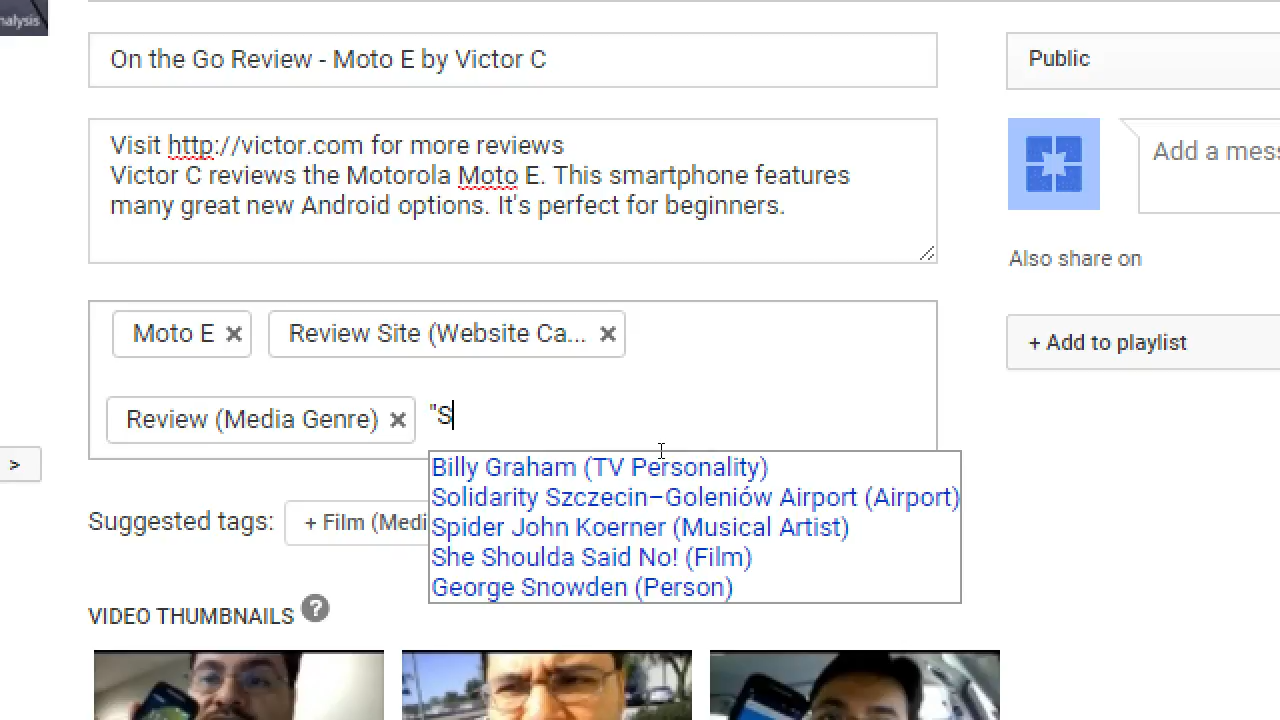 nalysis
On the Go Review - Moto E by Victor C
Public
Visit http://victor.com for more reviews
Victor C reviews the Motorola Moto E. This smartphone features
many great new Android options. It's perfect for beginners.
Add a mess
Also share on
Moto E × Review Site (Website Ca... ×
+ Add to playlist
Review (Media Genre) × "S
>
Billy Graham (TV Personality)
Solidarity Szczecin–Goleniów Airport (Airport)
Spider John Koerner (Musical Artist)
She Shoulda Said No! (Film)
George Snowden (Person)
Suggested tags: + Film (Medi
VIDEO THUMBNAILS ?